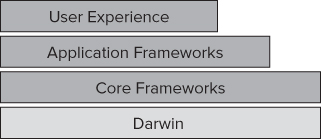 User Experience
Application Frameworks
Core Frameworks
Darwin